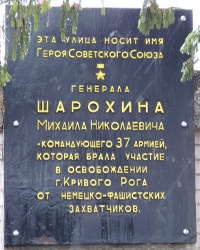 ЭТА УЛИЦА НОСИТ ИМЯ
ГЕРОЯ СОВЕТСКОГО СОЮЗА
ГЕНЕРАЛА
ШАРОХИНА
МИХАИЛА НИКОЛАЕВИЧА
-КОМАНДУЮЩЕГО 37 АРМИЕЙ,
КОТОРАЯ БРАЛА УЧАСТИЕ
В ОСВОБОЖДЕНИИ
Г.КРИВОГО РОГА
ОТ НЕМЕЦКО-ФАШИСТСКИХ
ЗАХВАТЧИКОВ.